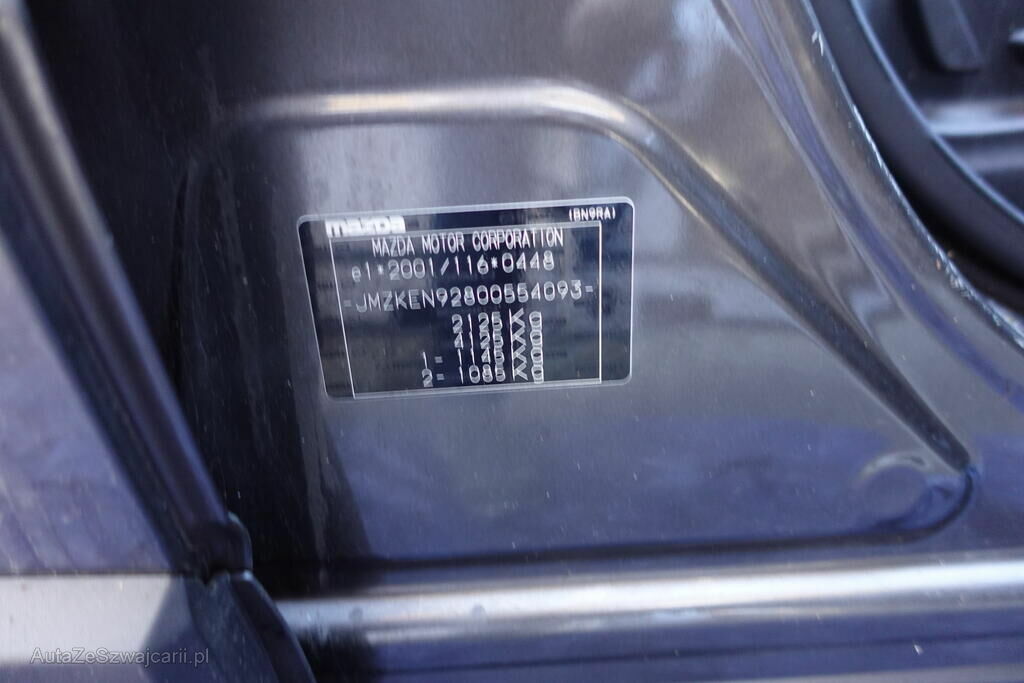 mazda
(BN9RA)
MAZDA MOTOR CORPORATION
e1*2001/116*0448
=JMZKEN92800554093=
2125 KG
4125 KG
1= 1145 KG
2= 1080 KG
AutaZeSzwajcarii.pl